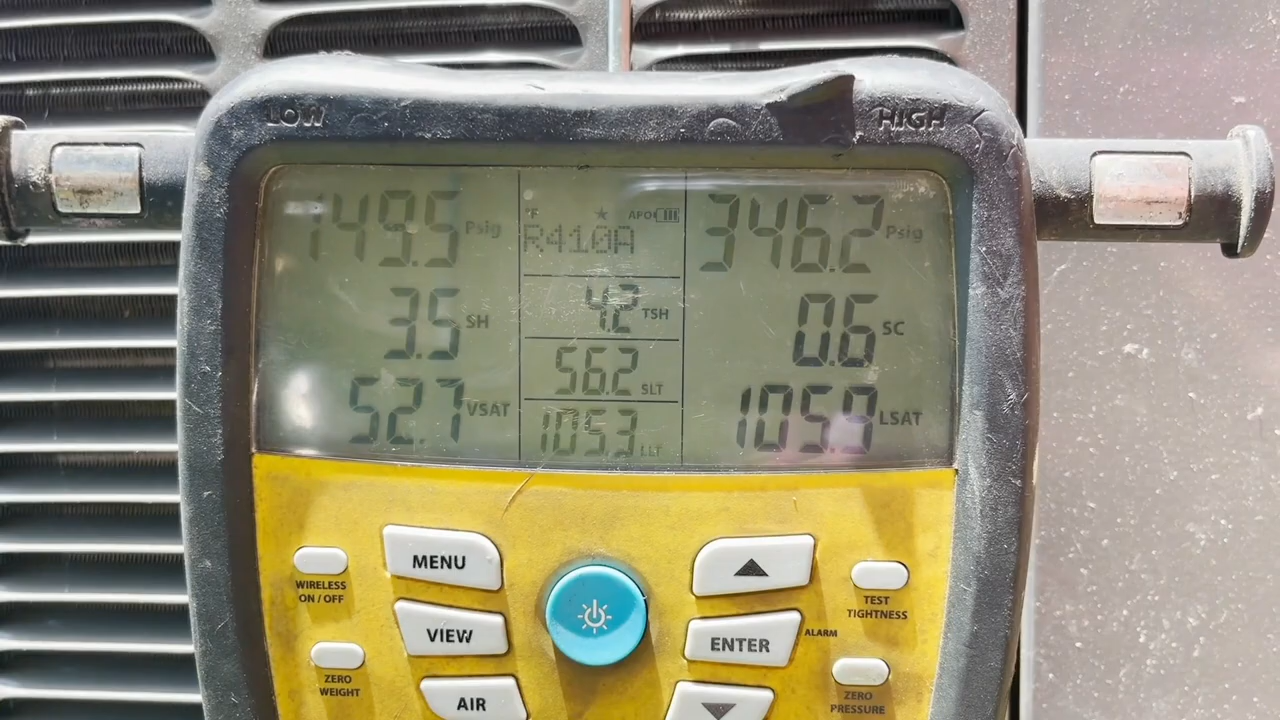 LOW HIGH
149.5 Psig °F APO 346.2 Psig
R410A
3.5 SH 4.2 TSH 0.6 SC
56.2 SLT
52.7 VSAT 105.3 LLT 105.9 LSAT
MENU
WIRELESS
ON / OFF
TEST
TIGHTNESS
VIEW ENTER ALARM
ZERO
WEIGHT
AIR
ZERO
PRESSURE